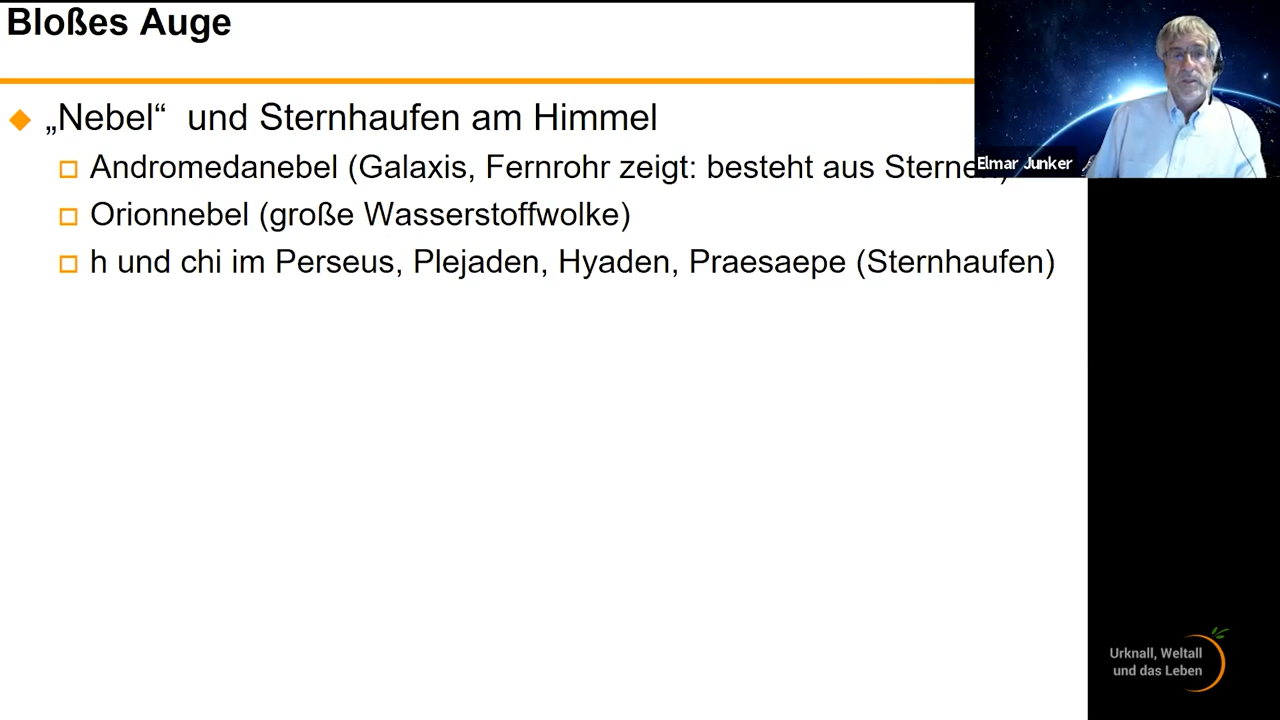 Bloßes Auge
„Nebel“ und Sternhaufen am Himmel
Andromedanebel (Galaxis, Fernrohr zeigt: besteht aus Sternen)
Orionnebel (große Wasserstoffwolke)
h und chi im Perseus, Plejaden, Hyaden, Praesaepe (Sternhaufen)
Elmar Junker
Urknall, Weltall
und das Leben